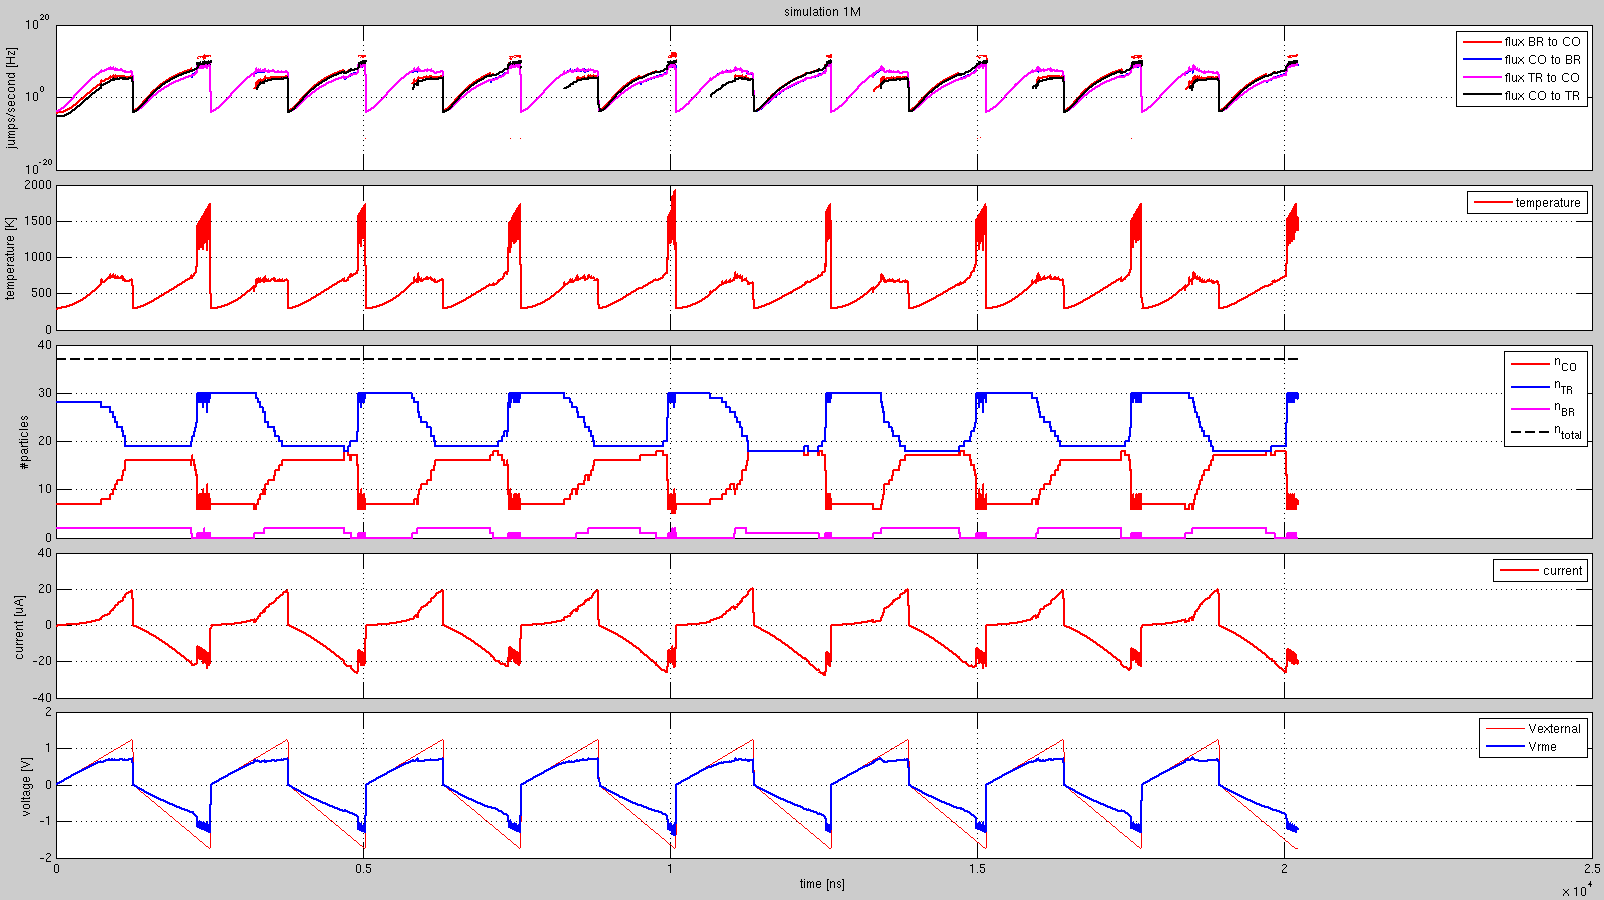 simulation 1M
10^20
10^0
10^-20
jumps/second [Hz]
flux BR to CO
flux CO to BR
flux TR to CO
flux CO to TR
2000
1500
1000
500
0
temperature [K]
temperature
40
30
20
10
0
#particles
n_CO
n_TR
n_BR
n_total
40
20
0
-20
-40
current [uA]
current
2
1
0
-1
-2
voltage [V]
Vexternal
Vrme
0 0.5 1 1.5 2 2.5
time [ns]
× 10^4